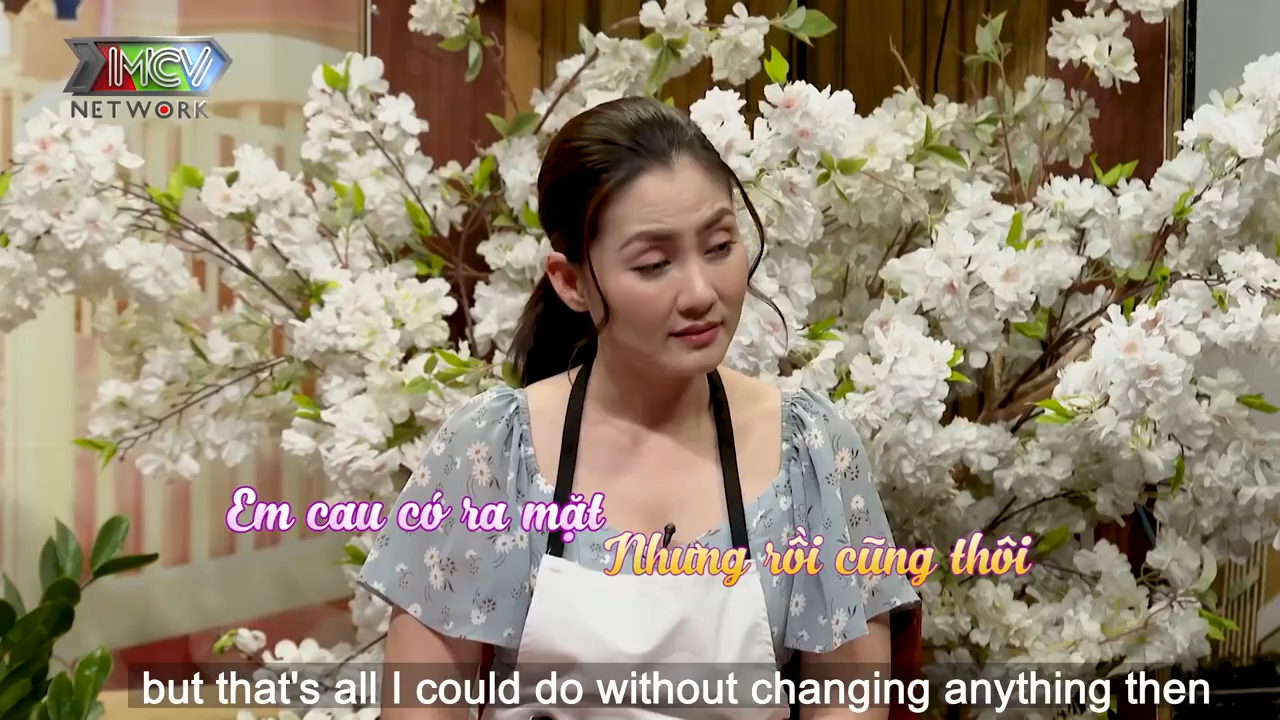 MCV
NETWORK
Em cau có ra mặt
Nhưng rồi cũng thôi
but that's all I could do without changing anything then